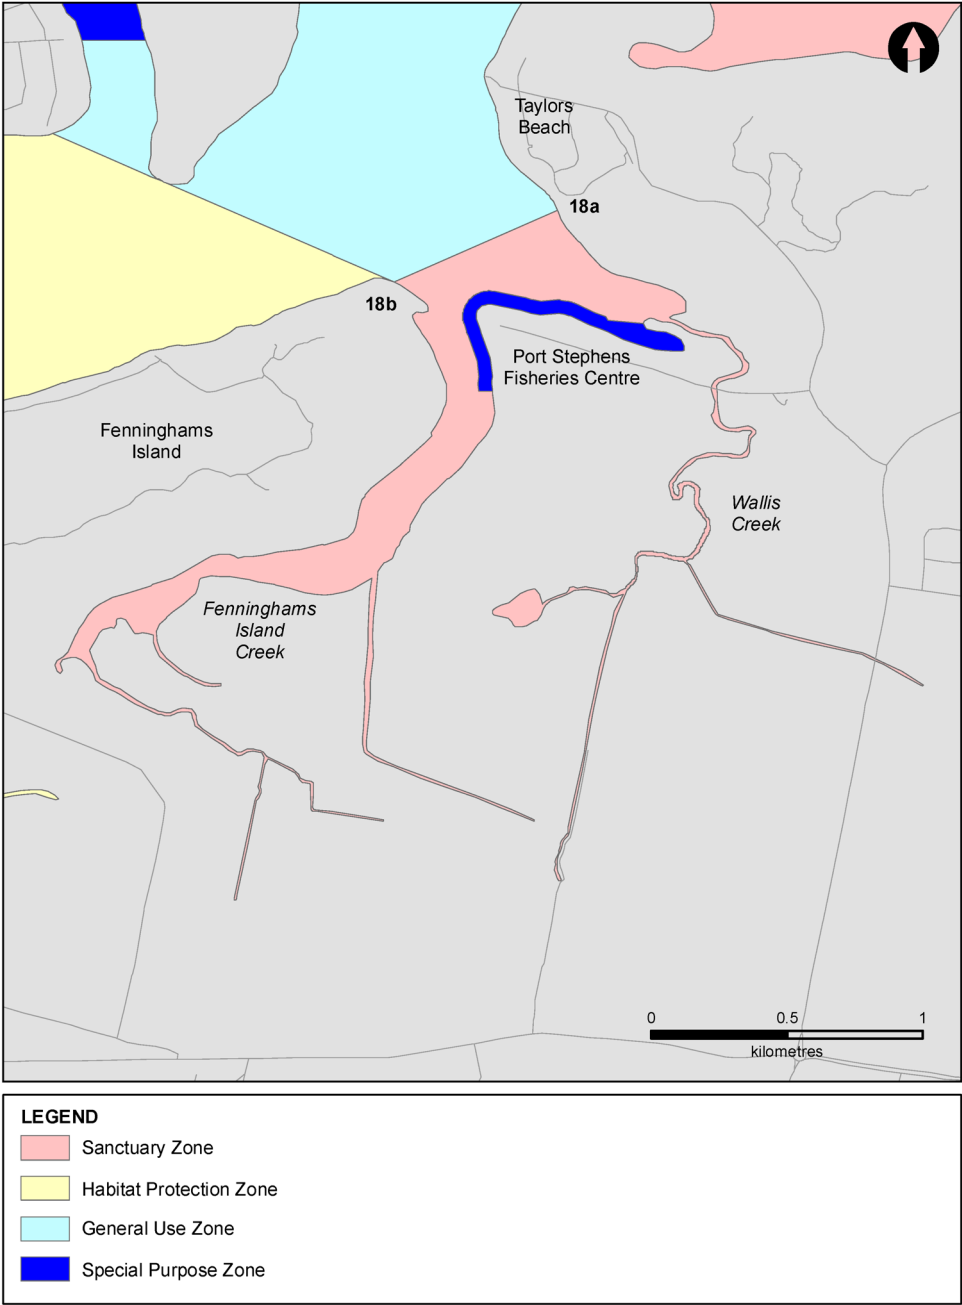 Taylors
Beach
18a
18b
Port Stephens
Fisheries Centre
Fenninghams
Island
Wallis
Creek
Fenninghams
Island
Creek
0 0.5 1
kilometres
LEGEND
Sanctuary Zone
Habitat Protection Zone
General Use Zone
Special Purpose Zone